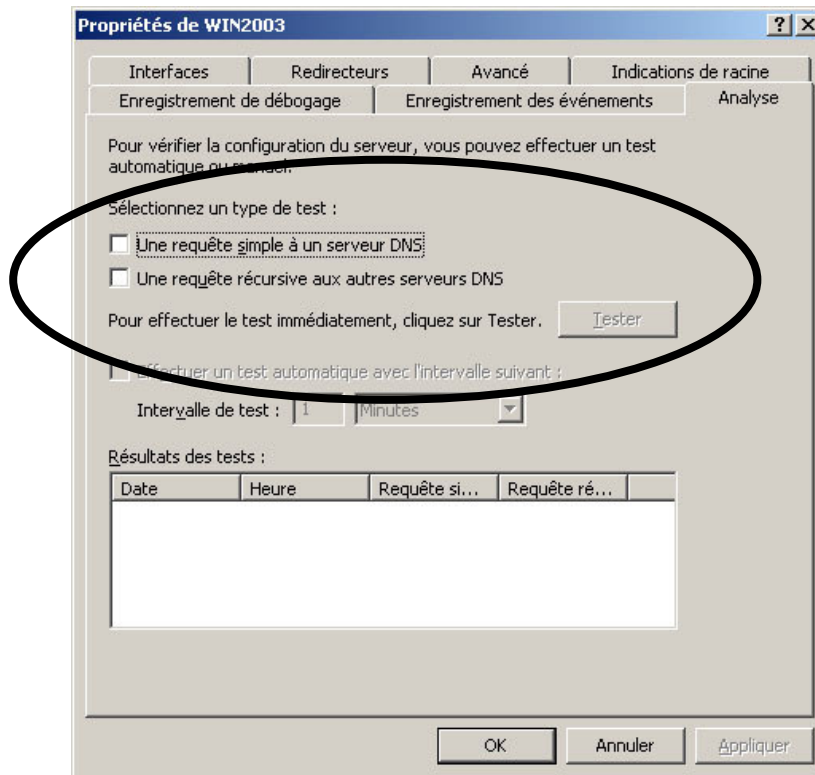 Propriétés de WIN2003
Interfaces Redirecteurs Avancé Indications de racine
Enregistrement de débogage Enregistrement des événements Analyse
Pour vérifier la configuration du serveur, vous pouvez effectuer un test
automatique ou manuel.
Sélectionnez un type de test :
Une requête simple à un serveur DNS
Une requête récursive aux autres serveurs DNS
Pour effectuer le test immédiatement, cliquez sur Tester. Tester
Effectuer un test automatique avec l'intervalle suivant :
Intervalle de test : 1 Minutes
Résultats des tests :
Date Heure Requête si... Requête ré...
OK Annuler Appliquer